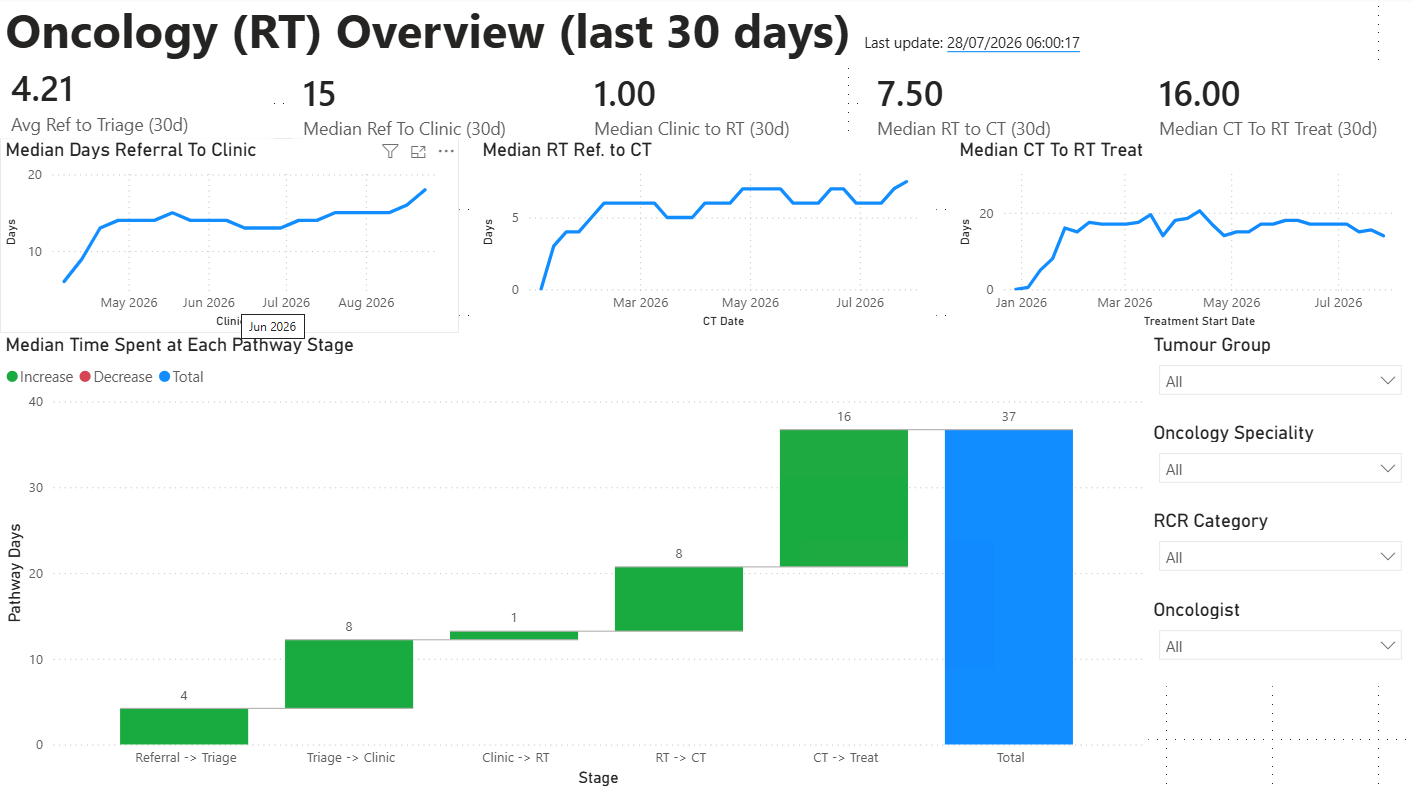 Oncology (RT) Overview (last 30 days) Last update: 28/07/2026 06:00:17
4.21
Avg Ref to Triage (30d)
15
Median Ref To Clinic (30d)
1.00
Median Clinic to RT (30d)
7.50
Median RT to CT (30d)
16.00
Median CT To RT Treat (30d)
Median Days Referral To Clinic
Days
20
10
May 2026 Jun 2026 Jul 2026 Aug 2026
Clinic
Jun 2026
Median RT Ref. to CT
Days
5
0
Mar 2026 May 2026 Jul 2026
CT Date
Median CT To RT Treat
Days
20
0
Jan 2026 Mar 2026 May 2026 Jul 2026
Treatment Start Date
Median Time Spent at Each Pathway Stage
Increase Decrease Total
Pathway Days
40
30
20
10
0
4
8
1
8
16
37
Referral -> Triage Triage -> Clinic Clinic -> RT RT -> CT CT -> Treat Total
Stage
Tumour Group
All
Oncology Speciality
All
RCR Category
All
Oncologist
All